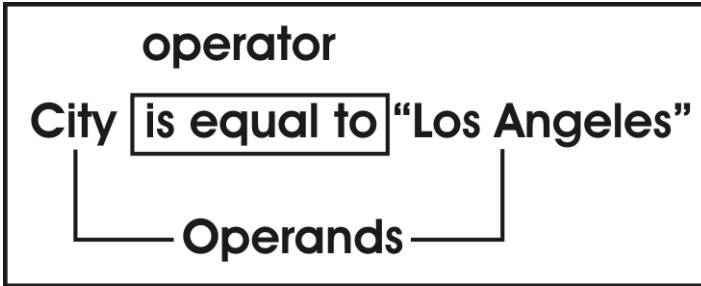 operator
City is equal to “Los Angeles”
Operands